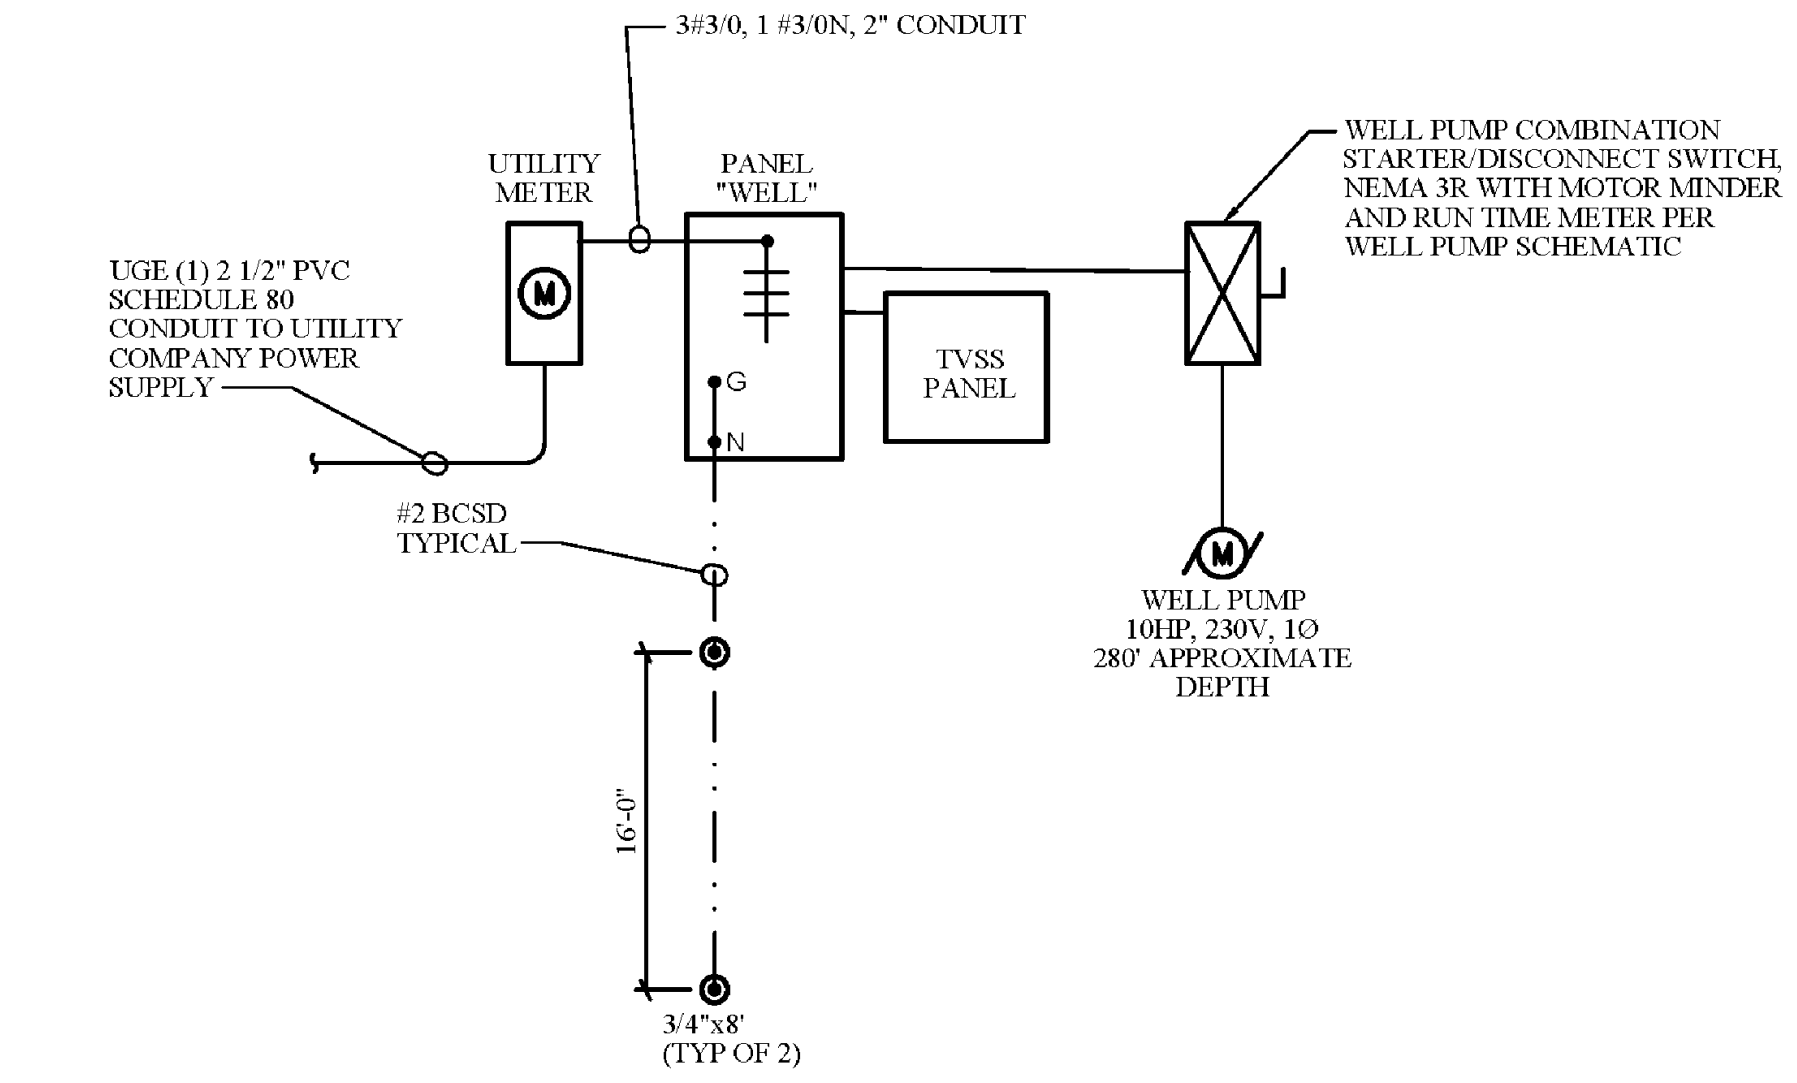 3#3/0, 1 #3/0N, 2" CONDUIT
WELL PUMP COMBINATION
STARTER/DISCONNECT SWITCH,
NEMA 3R WITH MOTOR MINDER
AND RUN TIME METER PER
WELL PUMP SCHEMATIC
UTILITY
METER
PANEL
"WELL"
UGE (1) 2 1/2" PVC
SCHEDULE 80
CONDUIT TO UTILITY
COMPANY POWER
SUPPLY
M
TVSS
PANEL
G
N
#2 BCSD
TYPICAL
M
WELL PUMP
10HP, 230V, 1Ø
280' APPROXIMATE
DEPTH
16'-0"
3/4"x8'
(TYP OF 2)